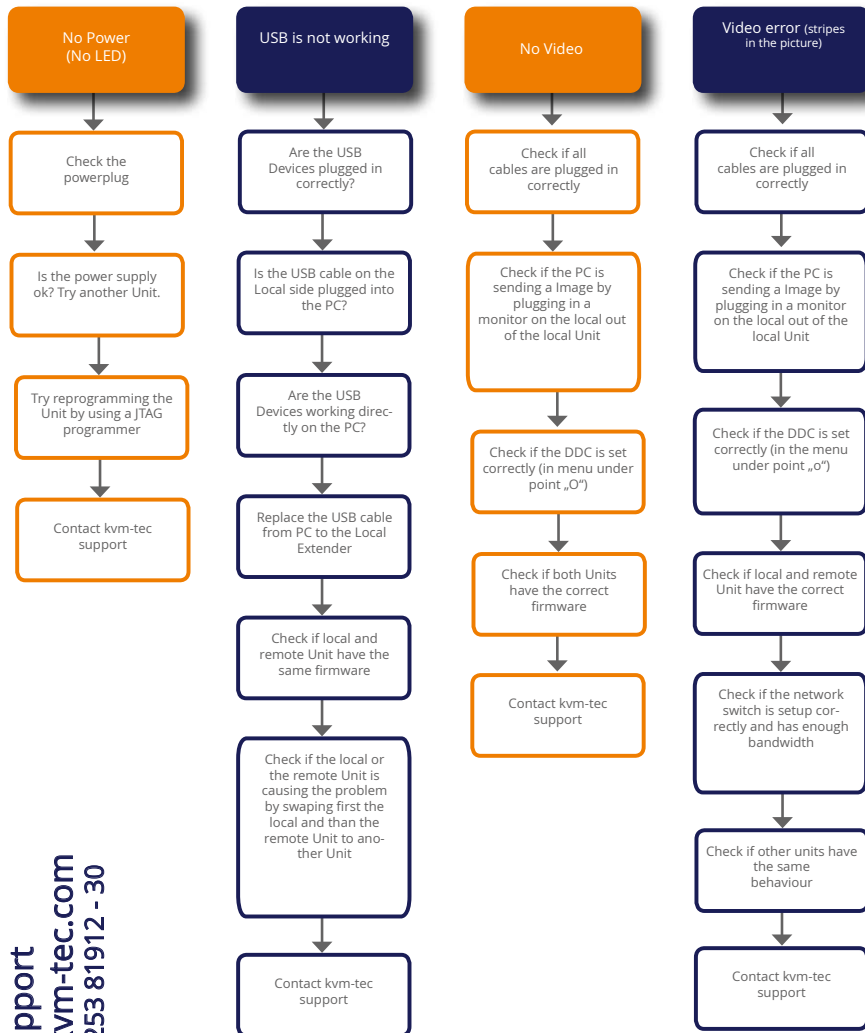 No Power
(No LED)
Check the
powerplug
Is the power supply
ok? Try another Unit.
Try reprogramming the
Unit by using a JTAG
programmer
Contact kvm-tec
support
USB is not working
Are the USB
Devices plugged in
correctly?
Is the USB cable on the
Local side plugged into
the PC?
Are the USB
Devices working direc-
tly on the PC?
Replace the USB cable
from PC to the Local
Extender
Check if local and
remote Unit have the
same firmware
Check if the local or
the remote Unit is
causing the problem
by swaping first the
local and than the
remote Unit to ano-
ther Unit
Contact kvm-tec
support
No Video
Check if all
cables are plugged in
correctly
Check if the PC is
sending a Image by
plugging in a
monitor on the local out
of the local Unit
Check if the DDC is set
correctly (in menu under
point „O“)
Check if both Units
have the correct
firmware
Contact kvm-tec
support
Video error (stripes
in the picture)
Check if all
cables are plugged in
correctly
Check if the PC is
sending a Image by
plugging in a monitor
on the local out of the
local Unit
Check if the DDC is set
correctly (in the menu
under point „o“)
Check if local and remote
Unit have the correct
firmware
Check if the network
switch is setup cor-
rectly and has enough
bandwidth
Check if other units have
the same
behaviour
Contact kvm-tec
support
pport
kvm-tec.com
253 81912 - 30